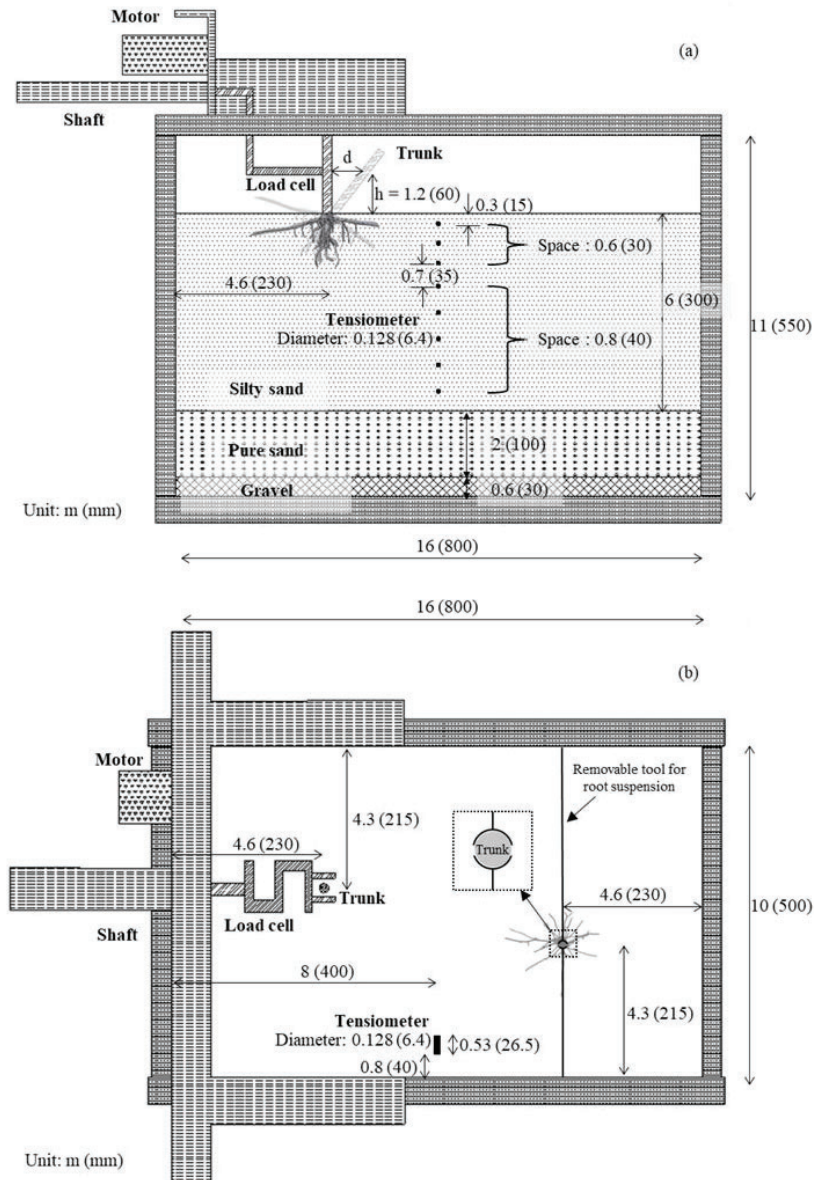 Motor
(a)
Shaft
d
Trunk
Load cell
h = 1.2 (60)
0.3 (15)
Space : 0.6 (30)
0.7 (35)
4.6 (230)
6 (300)
11 (550)
Tensiometer
Diameter: 0.128 (6.4)
Space : 0.8 (40)
Silty sand
Pure sand
2 (100)
Gravel
0.6 (30)
Unit: m (mm)
16 (800)
16 (800)
(b)
Motor
Removable tool for
root suspension
4.3 (215)
4.6 (230)
Trunk
Trunk
4.6 (230)
Load cell
Shaft
10 (500)
8 (400)
4.3 (215)
Tensiometer
Diameter: 0.128 (6.4)
0.53 (26.5)
0.8 (40)
Unit: m (mm)